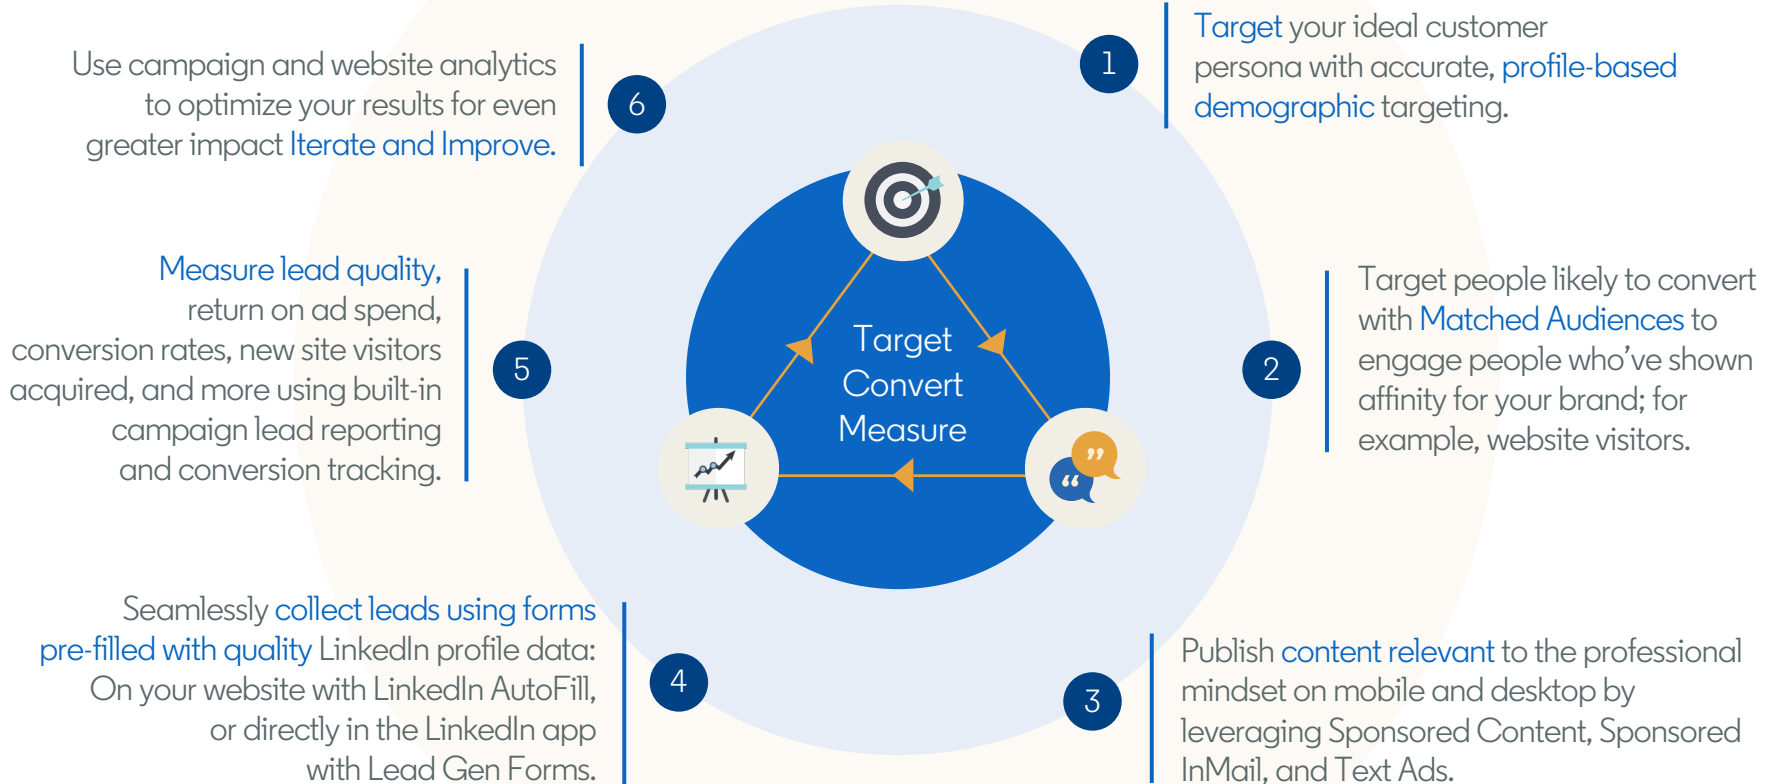 1
Target your ideal customer
persona with accurate, profile-based
demographic targeting.
2
Target people likely to convert
with Matched Audiences to
engage people who’ve shown
affinity for your brand; for
example, website visitors.
3
Publish content relevant to the professional
mindset on mobile and desktop by
leveraging Sponsored Content, Sponsored
InMail, and Text Ads.
4
Seamlessly collect leads using forms
pre-filled with quality LinkedIn profile data:
On your website with LinkedIn AutoFill,
or directly in the LinkedIn app
with Lead Gen Forms.
5
Measure lead quality,
return on ad spend,
conversion rates, new site visitors
acquired, and more using built-in
campaign lead reporting
and conversion tracking.
6
Use campaign and website analytics
to optimize your results for even
greater impact Iterate and Improve.
Target
Convert
Measure